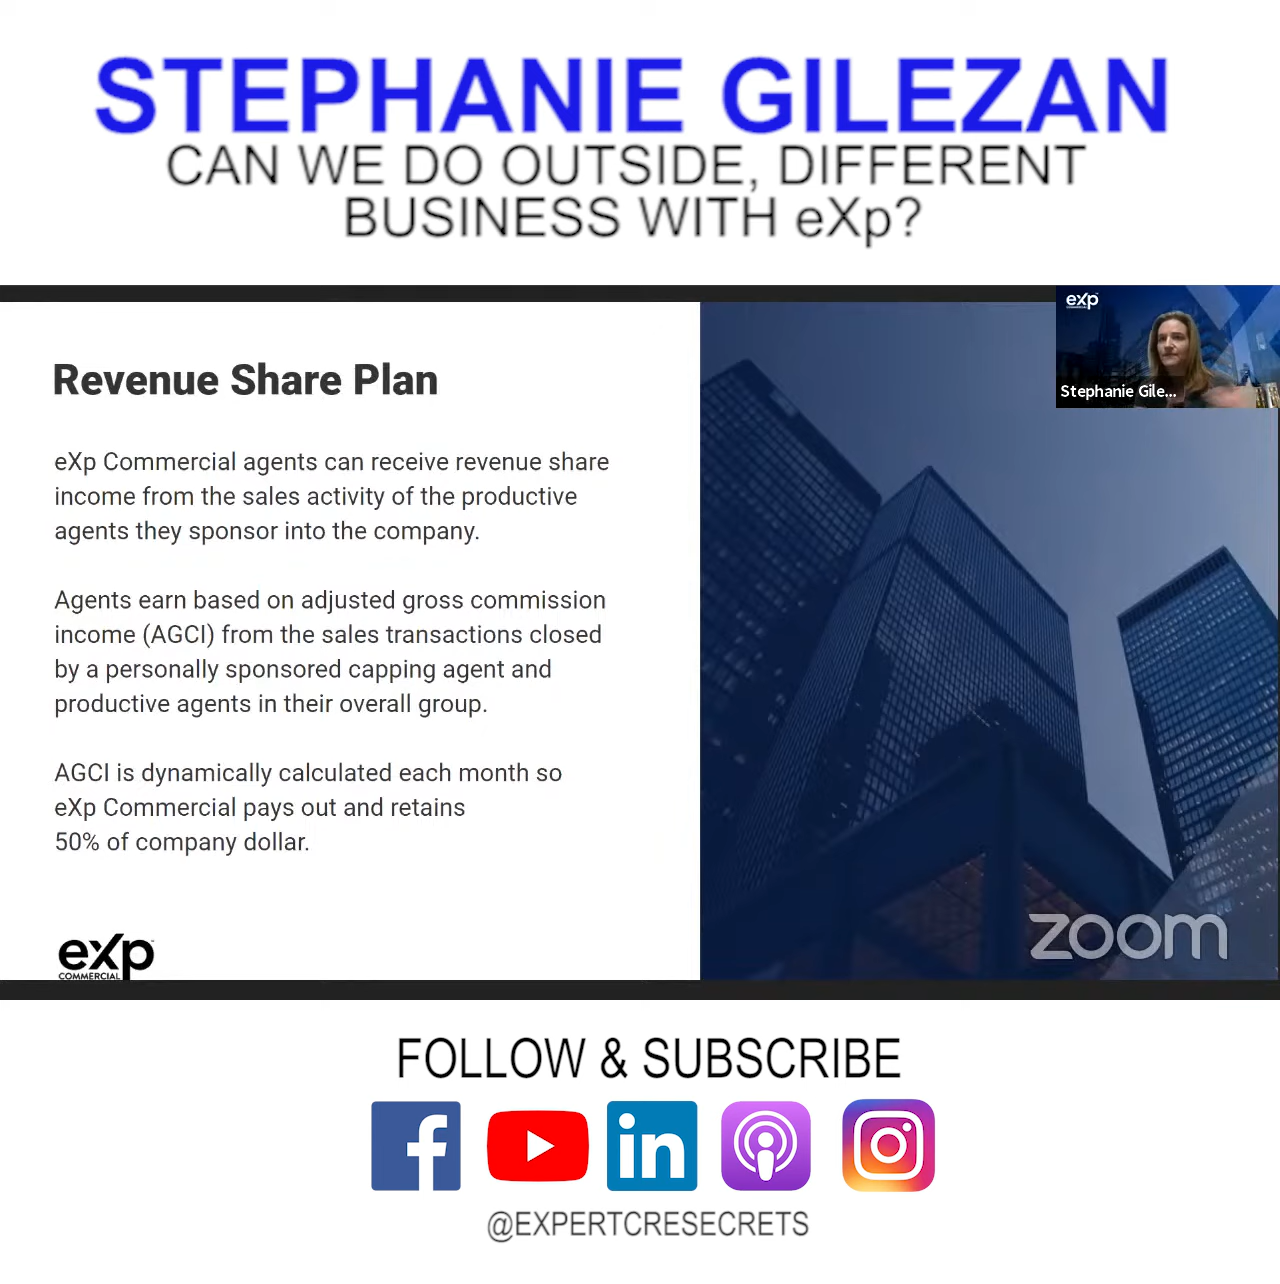 STEPHANIE GILEZAN
CAN WE DO OUTSIDE, DIFFERENT
BUSINESS WITH eXp?
exp
Stephanie Gile...
Revenue Share Plan
eXp Commercial agents can receive revenue share
income from the sales activity of the productive
agents they sponsor into the company.
Agents earn based on adjusted gross commission
income (AGCI) from the sales transactions closed
by a personally sponsored capping agent and
productive agents in their overall group.
AGCI is dynamically calculated each month so
eXp Commercial pays out and retains
50% of company dollar.
eXp
COMMERCIAL
zoom
FOLLOW & SUBSCRIBE
@EXPERTCRESECRETS